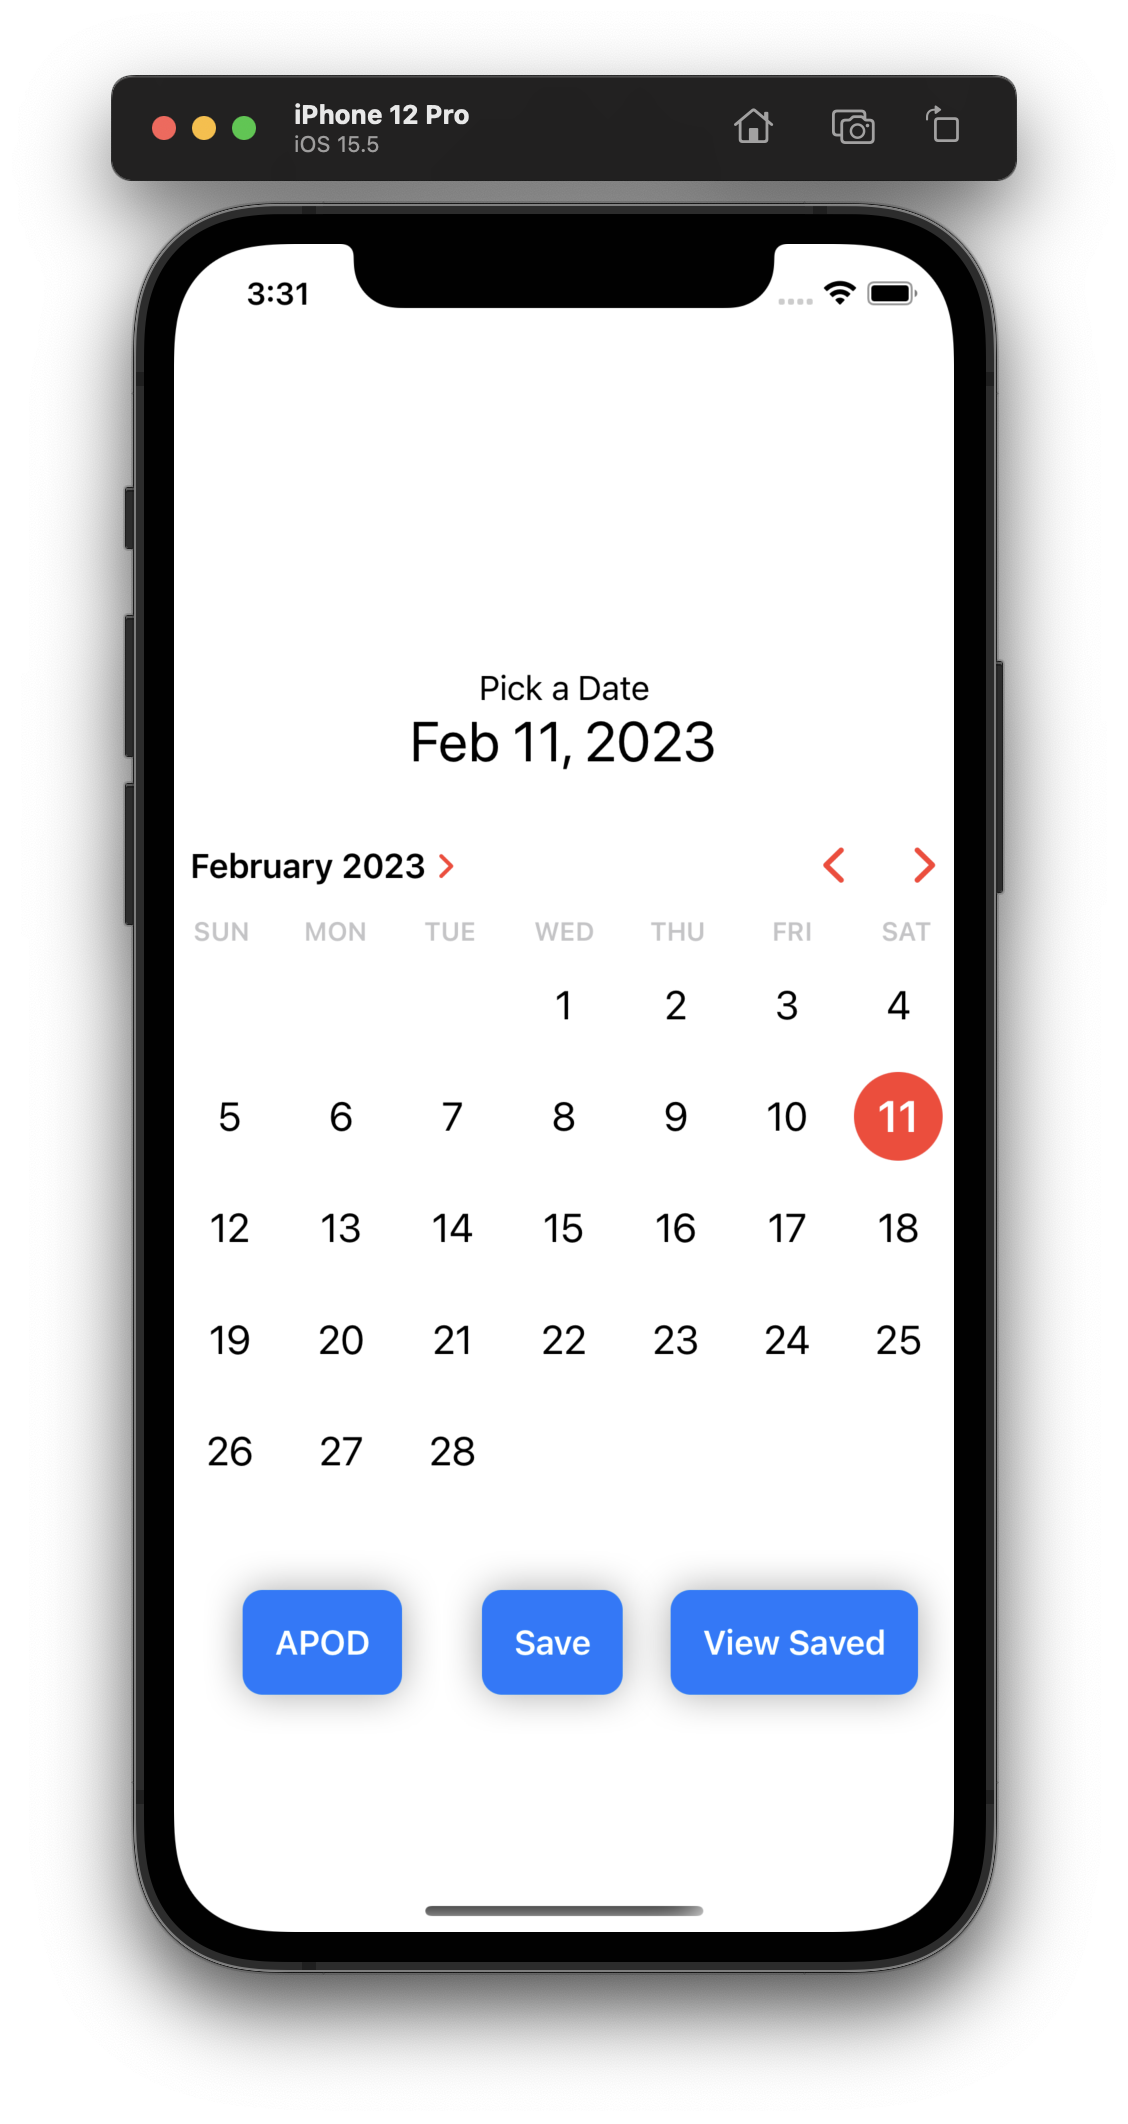 iPhone 12 Pro
iOS 15.5
3:31
Pick a Date
Feb 11, 2023
February 2023
SUN MON TUE WED THU FRI SAT
1 2 3 4
5 6 7 8 9 10 11
12 13 14 15 16 17 18
19 20 21 22 23 24 25
26 27 28
APOD Save View Saved